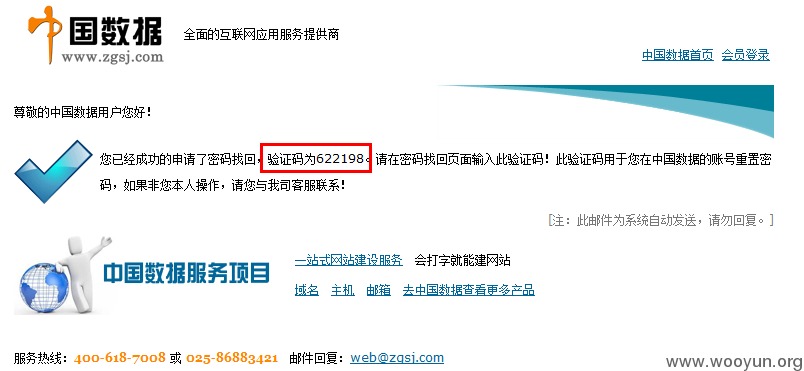 中国数据
www.zgsj.com
全面的互联网应用服务提供商
中国数据首页 会员登录
尊敬的中国数据用户您好！
您已经成功的申请了密码找回，验证码为622198。请在密码找回页面输入此验证码！此验证码用于您在中国数据的账号重置密
码，如果非您本人操作，请您与我司客服联系！
[注：此邮件为系统自动发送，请勿回复。]
中国数据服务项目
一站式网站建设服务 会打字就能建网站
域名 主机 邮箱 去中国数据查看更多产品
服务热线：400-618-7008 或 025-86883421 邮件回复：web@zgsj.com
www.wooyun.org